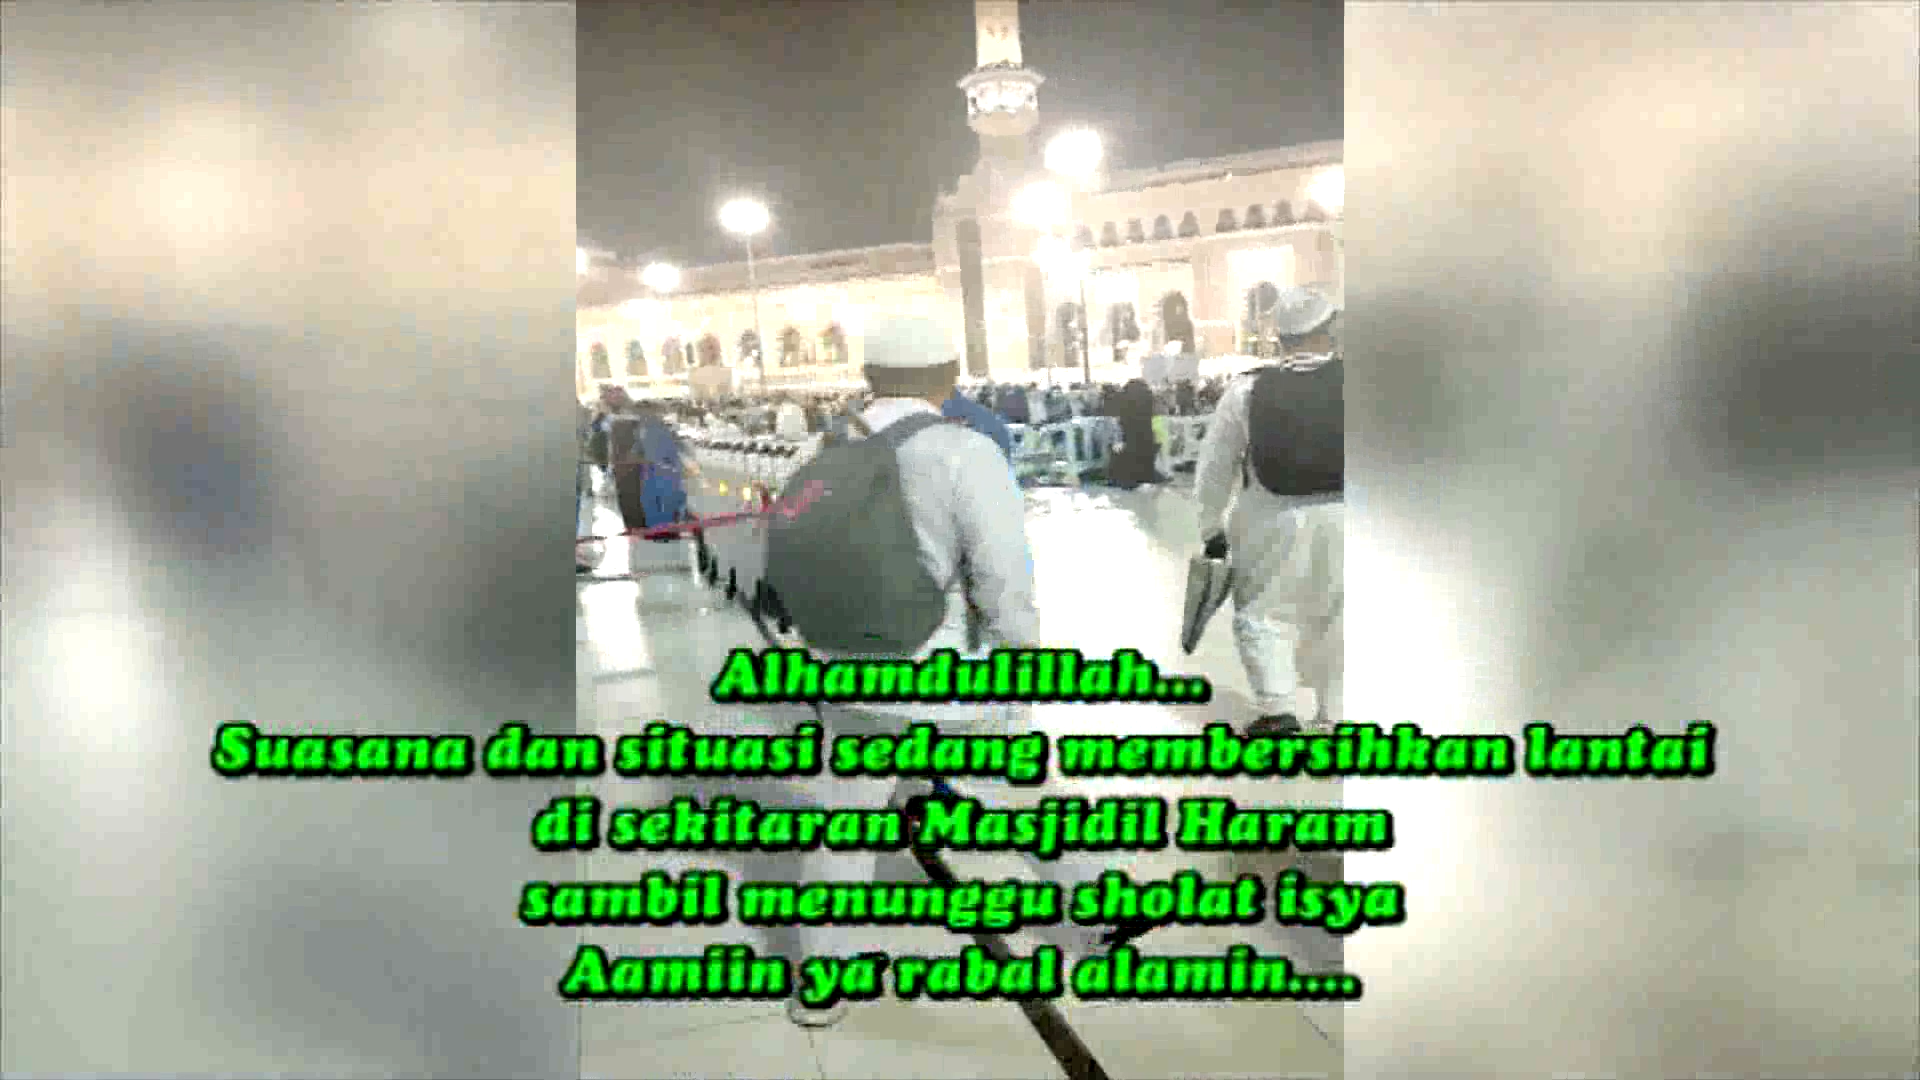 Alhamdulillah...
Suasana dan situasi sedang membersihkan lantai
di sekitaran Masjidil Haram
sambil menunggu sholat isya
Aamiin ya rabal alamin....